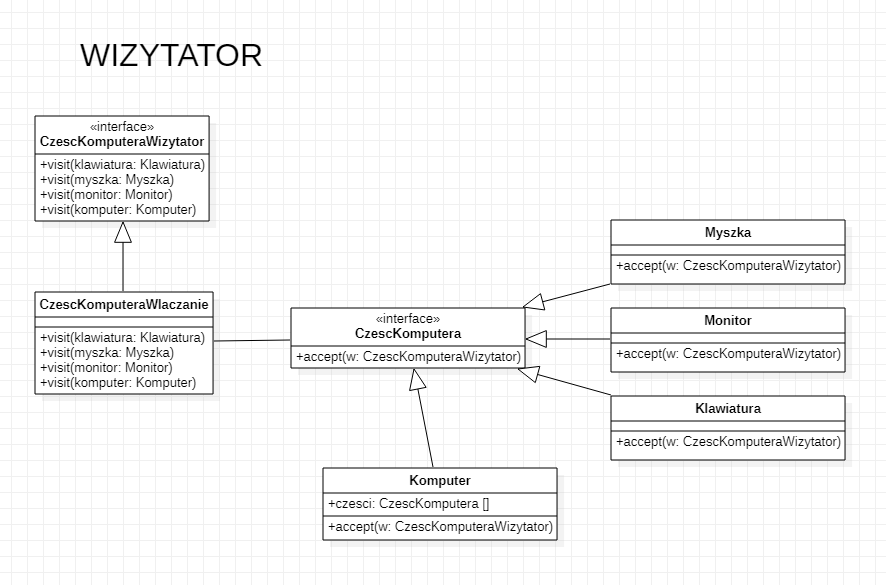 WIZYTATOR
«interface»
CzescKomputeraWizytator
+visit(klawiatura: Klawiatura)
+visit(myszka: Myszka)
+visit(monitor: Monitor)
+visit(komputer: Komputer)
CzescKomputeraWlaczanie
+visit(klawiatura: Klawiatura)
+visit(myszka: Myszka)
+visit(monitor: Monitor)
+visit(komputer: Komputer)
«interface»
CzescKomputera
+accept(w: CzescKomputeraWizytator)
Myszka
+accept(w: CzescKomputeraWizytator)
Monitor
+accept(w: CzescKomputeraWizytator)
Klawiatura
+accept(w: CzescKomputeraWizytator)
Komputer
+czesci: CzescKomputera []
+accept(w: CzescKomputeraWizytator)